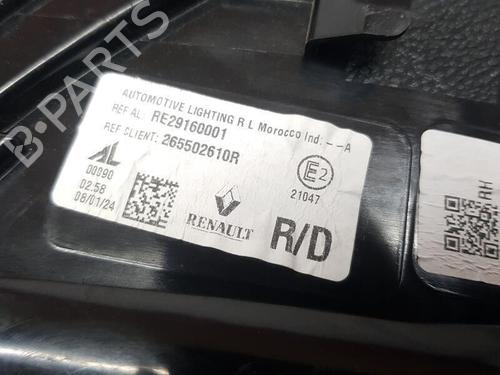 B-PARTS
AUTOMOTIVE LIGHTING R L Morocco Ind. - - A
REF AL: RE29160001
REF CLIENT: 265502610R
AL
00090
02:58
08/01/24
RENAULT
R/D
E2
21047
RH